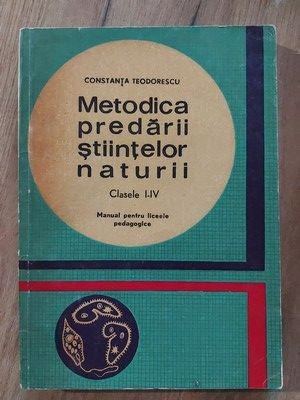 CONSTANȚA TEODORESCU
Metodica
predării
științelor
naturii
Clasele I-IV
Manual pentru liceele
pedagogice